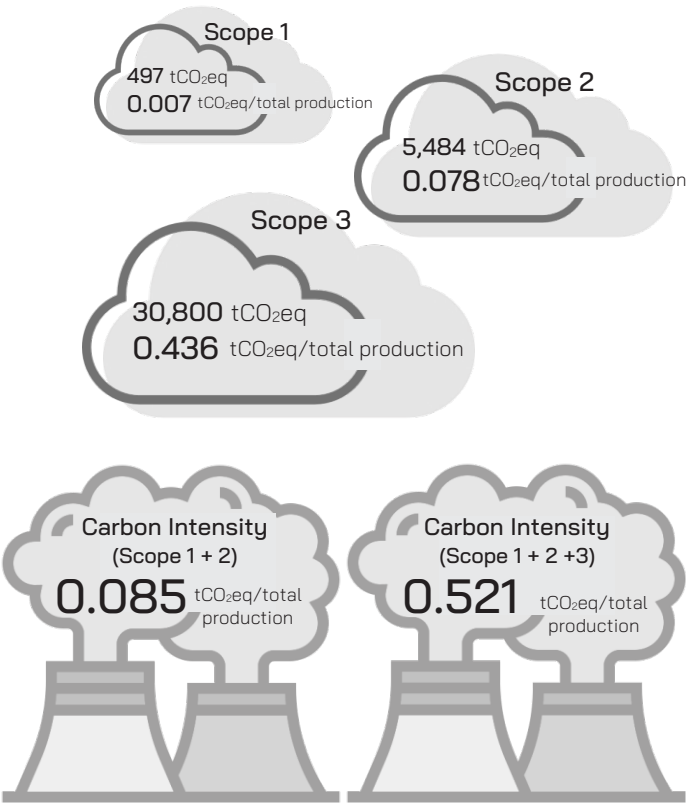 Scope 1
497 tCO₂eq
0.007 tCO₂eq/total production
Scope 2
5,484 tCO₂eq
0.078 tCO₂eq/total production
Scope 3
30,800 tCO₂eq
0.436 tCO₂eq/total production
Carbon Intensity
(Scope 1 + 2)
0.085 tCO₂eq/total
production
Carbon Intensity
(Scope 1 + 2 +3)
0.521 tCO₂eq/total
production